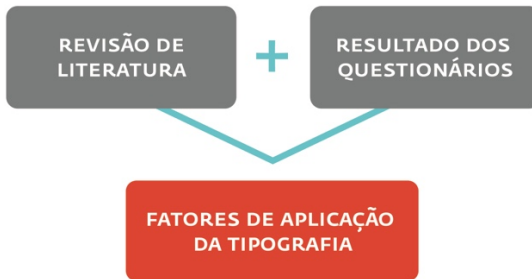 REVISÃO DE
LITERATURA
+
RESULTADO DOS
QUESTIONÁRIOS
FATORES DE APLICAÇÃO
DA TIPOGRAFIA